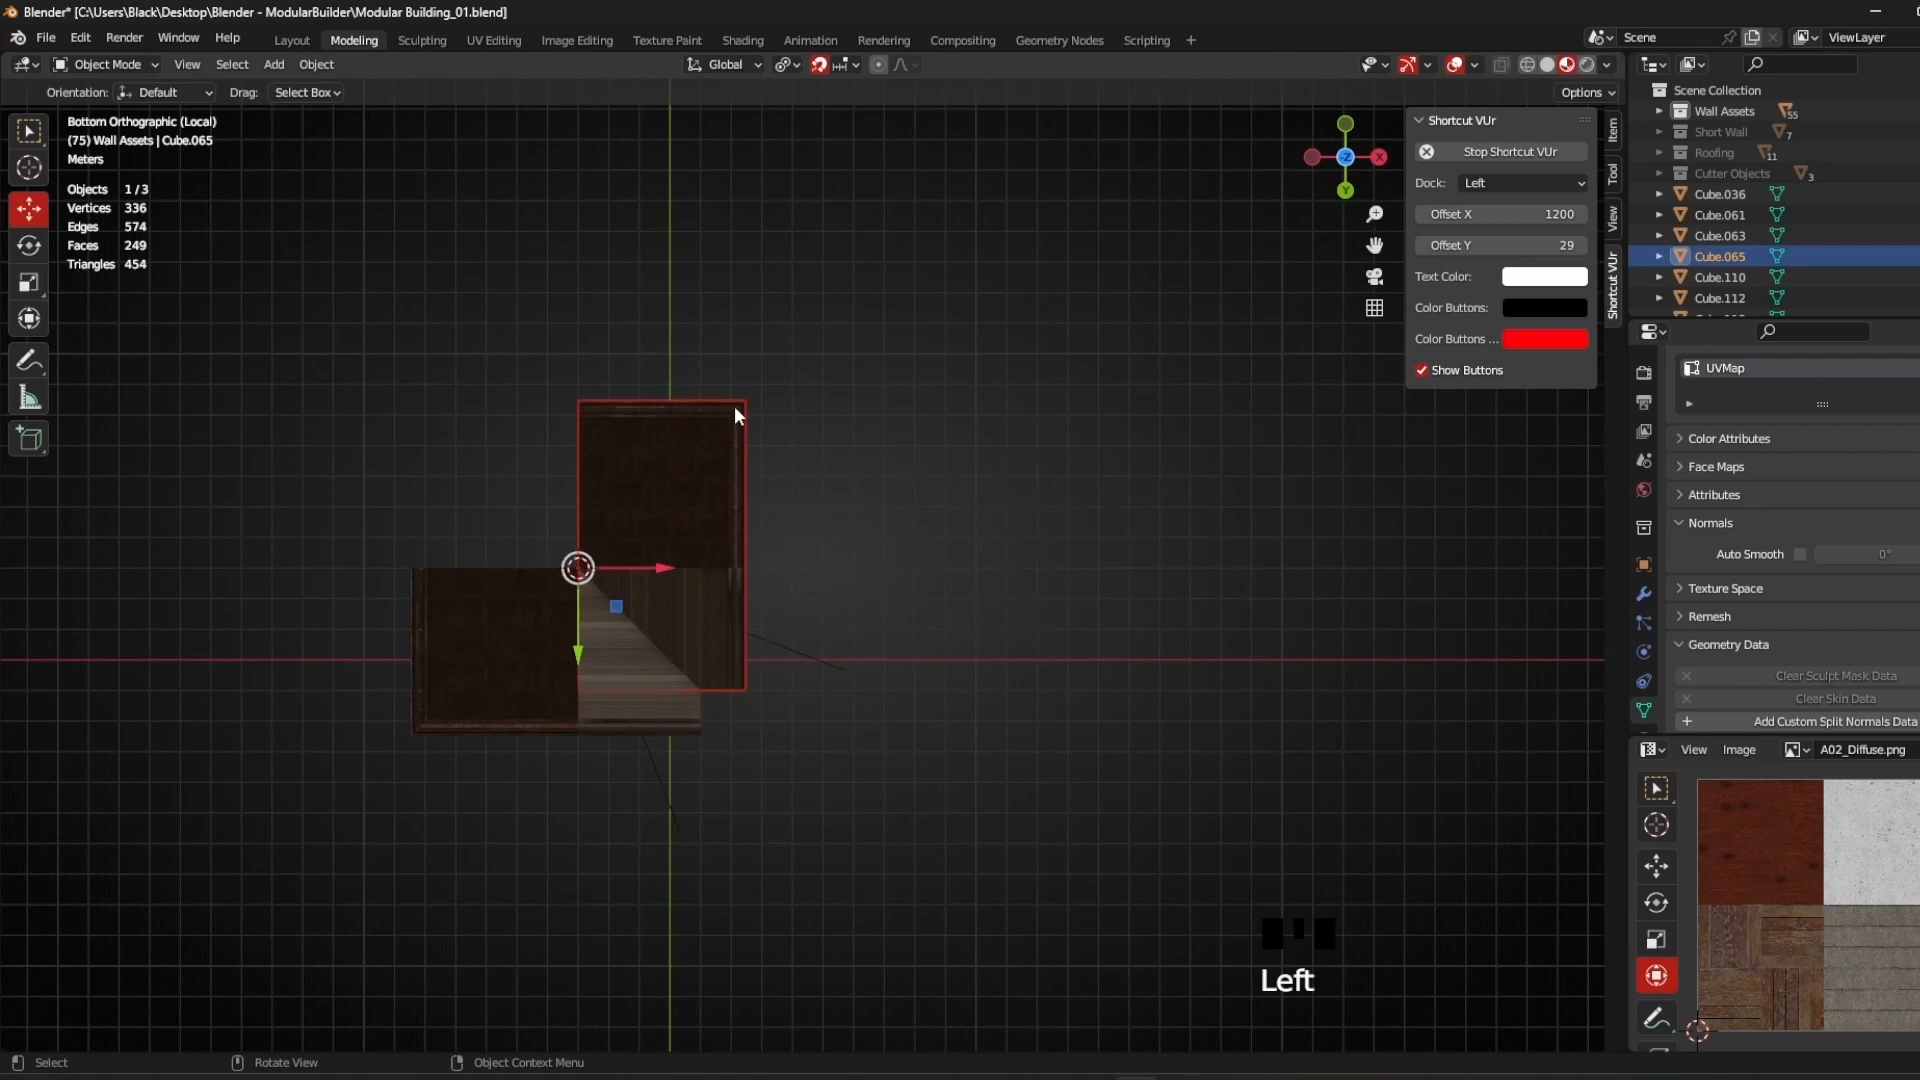 Blender* [C:\Users\Black\Desktop\Blender - ModularBuilder\Modular Building_01.blend]
File Edit Render Window Help Layout Modeling Sculpting UV Editing Image Editing Texture Paint Shading Animation Rendering Compositing Geometry Nodes Scripting + Scene ViewLayer
Object Mode View Select Add Object Global
Orientation: Default Drag: Select Box Options
Bottom Orthographic (Local)
(75) Wall Assets | Cube.065
Meters
Objects 1/3
Vertices 336
Edges 574
Faces 249
Triangles 454
X
Y
-Z
Shortcut VUr
Stop Shortcut VUr
Dock: Left
Offset X 1200
Offset Y 29
Text Color:
Color Buttons:
Color Buttons ...
Show Buttons
Item
Tool
View
Shortcut VUr
Scene Collection
Wall Assets 55
Short Wall 7
Roofing 11
Cutter Objects 3
Cube.036
Cube.061
Cube.063
Cube.065
Cube.110
Cube.112
UVMap
Color Attributes
Face Maps
Attributes
Normals
Auto Smooth 0°
Texture Space
Remesh
Geometry Data
Clear Sculpt Mask Data
Clear Skin Data
Add Custom Split Normals Data
View Image A02_Diffuse.png
Left
Select Rotate View Object Context Menu